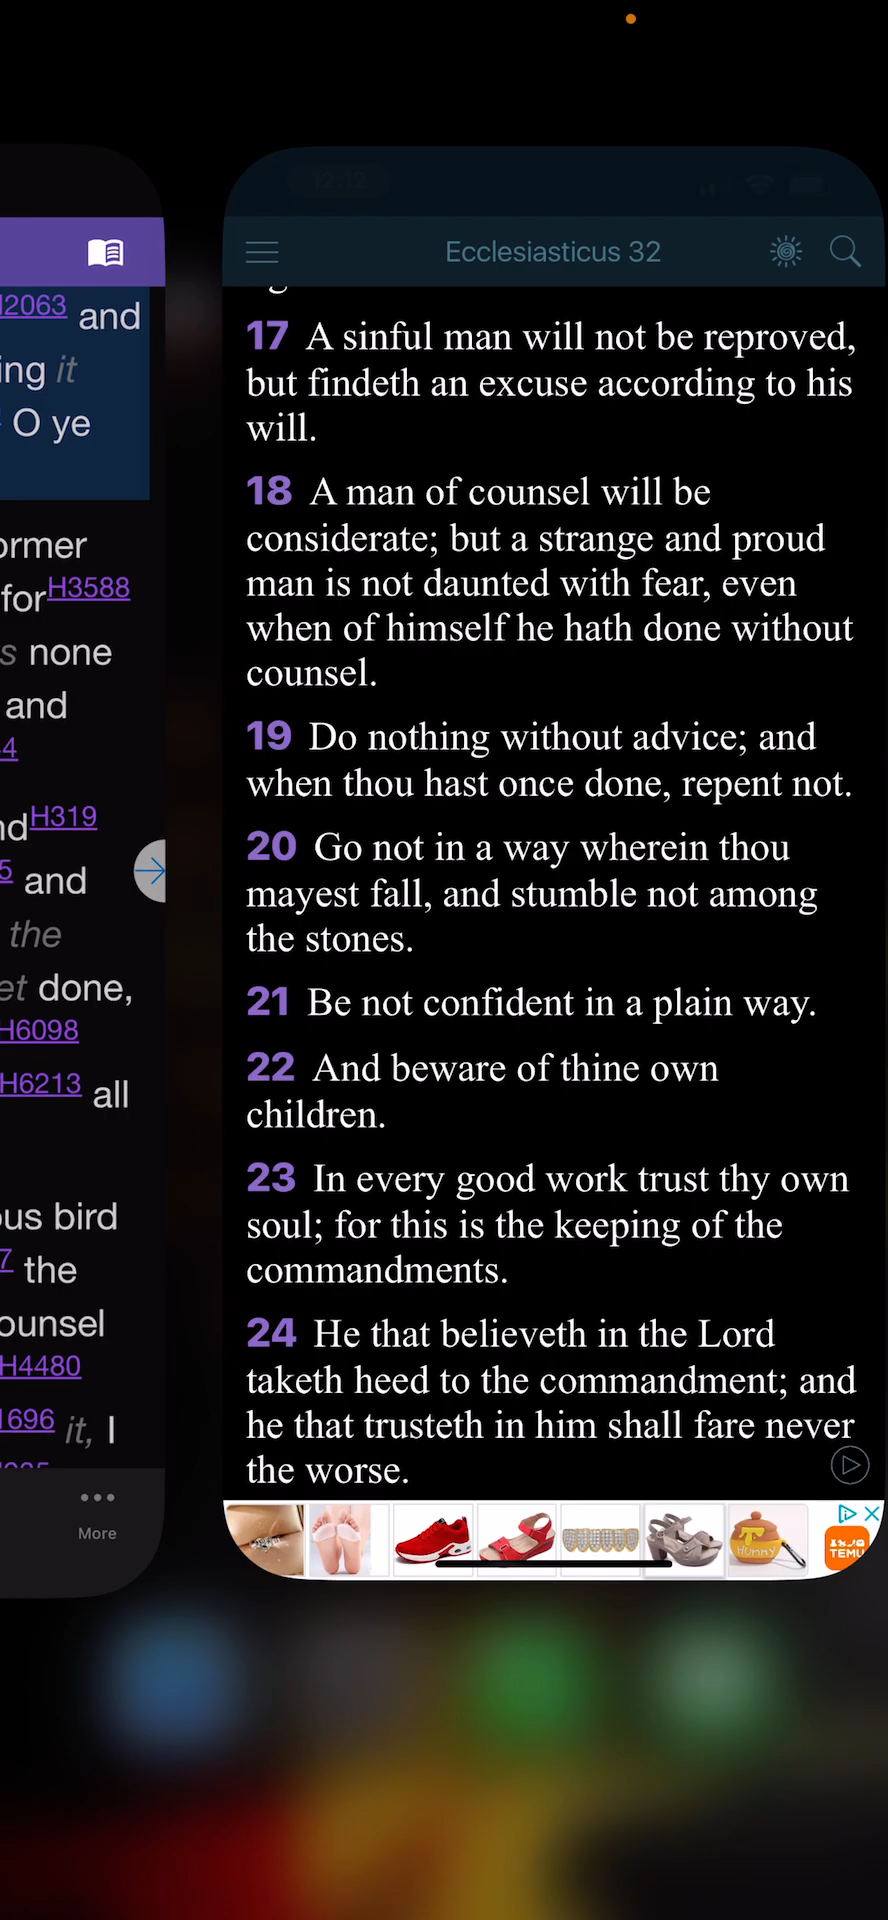 H2063 and
ing it
O ye
ormer
for H3588
s none
and
4
nd H319
5 and
the
et done,
H6098
H6213 all
ous bird
7 the
ounsel
H4480
1696 it, I
More
12:12
Ecclesiasticus 32
17 A sinful man will not be reproved,
but findeth an excuse according to his
will.
18 A man of counsel will be
considerate; but a strange and proud
man is not daunted with fear, even
when of himself he hath done without
counsel.
19 Do nothing without advice; and
when thou hast once done, repent not.
20 Go not in a way wherein thou
mayest fall, and stumble not among
the stones.
21 Be not confident in a plain way.
22 And beware of thine own
children.
23 In every good work trust thy own
soul; for this is the keeping of the
commandments.
24 He that believeth in the Lord
taketh heed to the commandment; and
he that trusteth in him shall fare never
the worse.
HUNNY
TEMU